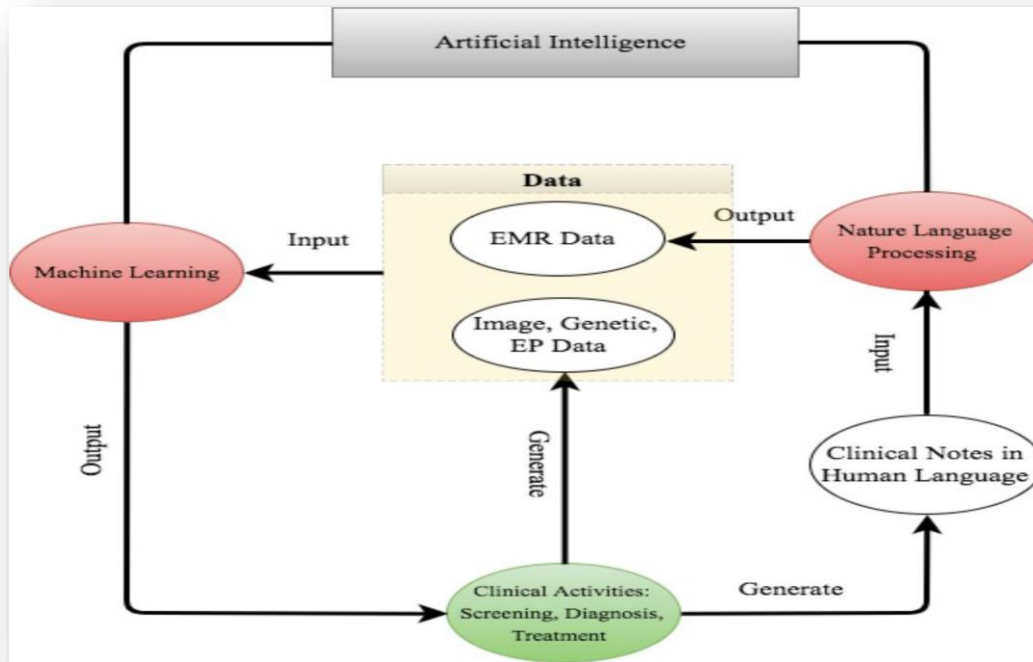 Artificial Intelligence
Data
Output
Nature Language
Processing
EMR Data
Input
Machine Learning
Image, Genetic,
EP Data
Input
Output
Generate
Clinical Notes in
Human Language
Clinical Activities:
Screening, Diagnosis,
Treatment
Generate